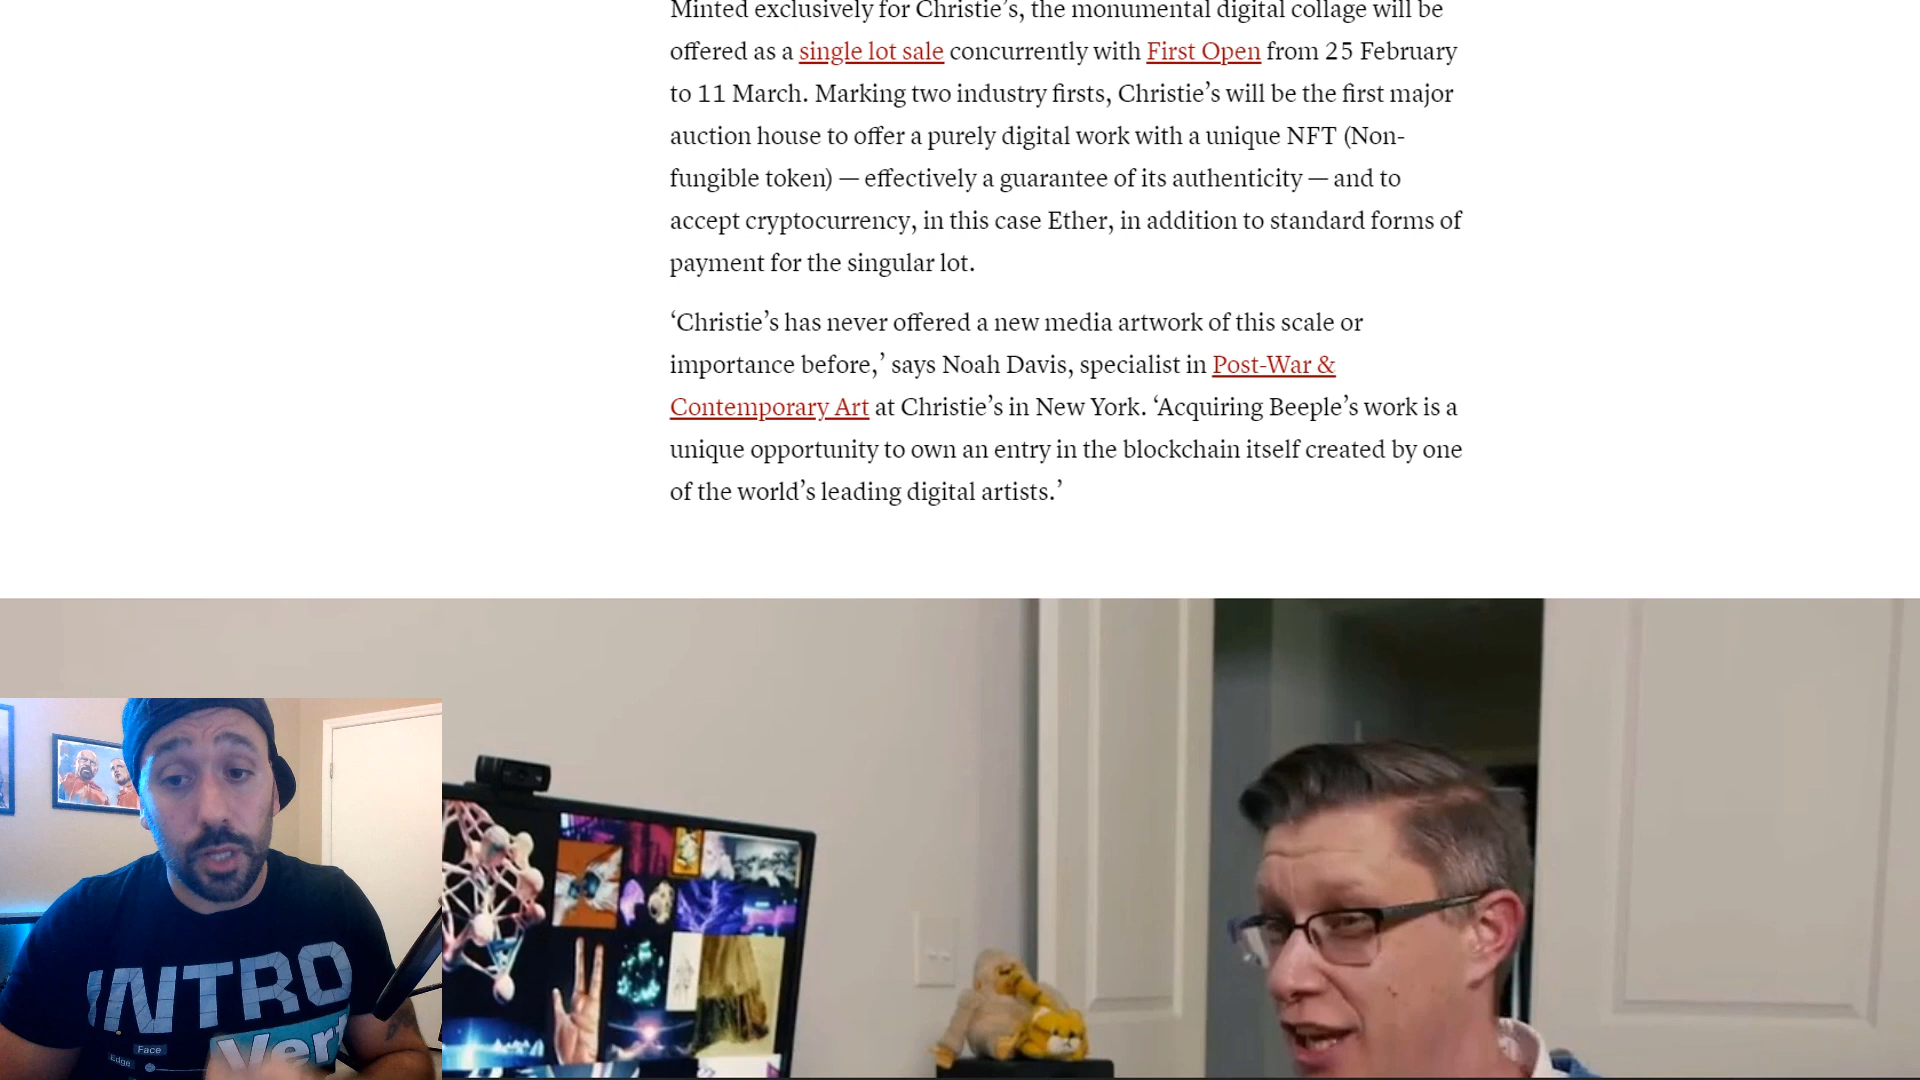 Minted exclusively for Christie’s, the monumental digital collage will be
offered as a single lot sale concurrently with First Open from 25 February
to 11 March. Marking two industry firsts, Christie’s will be the first major
auction house to offer a purely digital work with a unique NFT (Non-
fungible token) — effectively a guarantee of its authenticity — and to
accept cryptocurrency, in this case Ether, in addition to standard forms of
payment for the singular lot.
‘Christie’s has never offered a new media artwork of this scale or
importance before,’ says Noah Davis, specialist in Post-War &
Contemporary Art at Christie’s in New York. ‘Acquiring Beeple’s work is a
unique opportunity to own an entry in the blockchain itself created by one
of the world’s leading digital artists.’
INTRO
Ver
Face
Edge